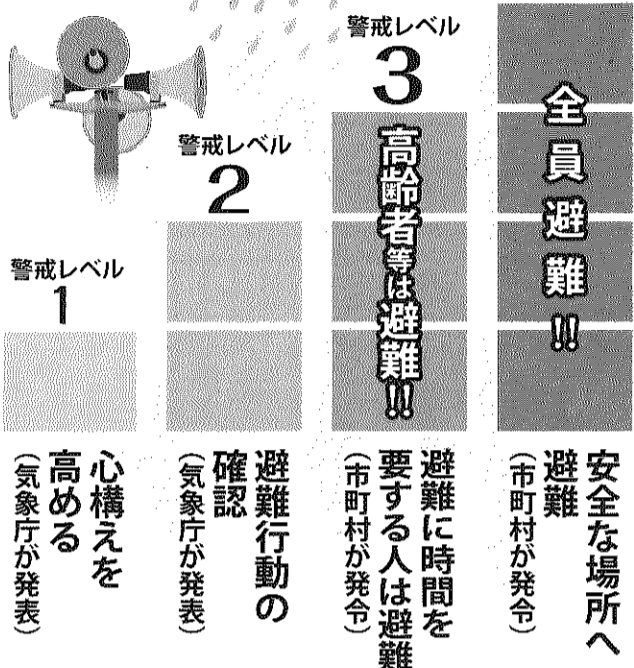 警戒レベル
1
心構えを
高める
(気象庁が発表)
警戒レベル
2
避難行動の
確認
(気象庁が発表)
警戒レベル
3
高齢者等は避難!!
避難に時間を
要する人は避難
(市町村が発令)
全員避難!!
安全な場所へ
避難
(市町村が発令)